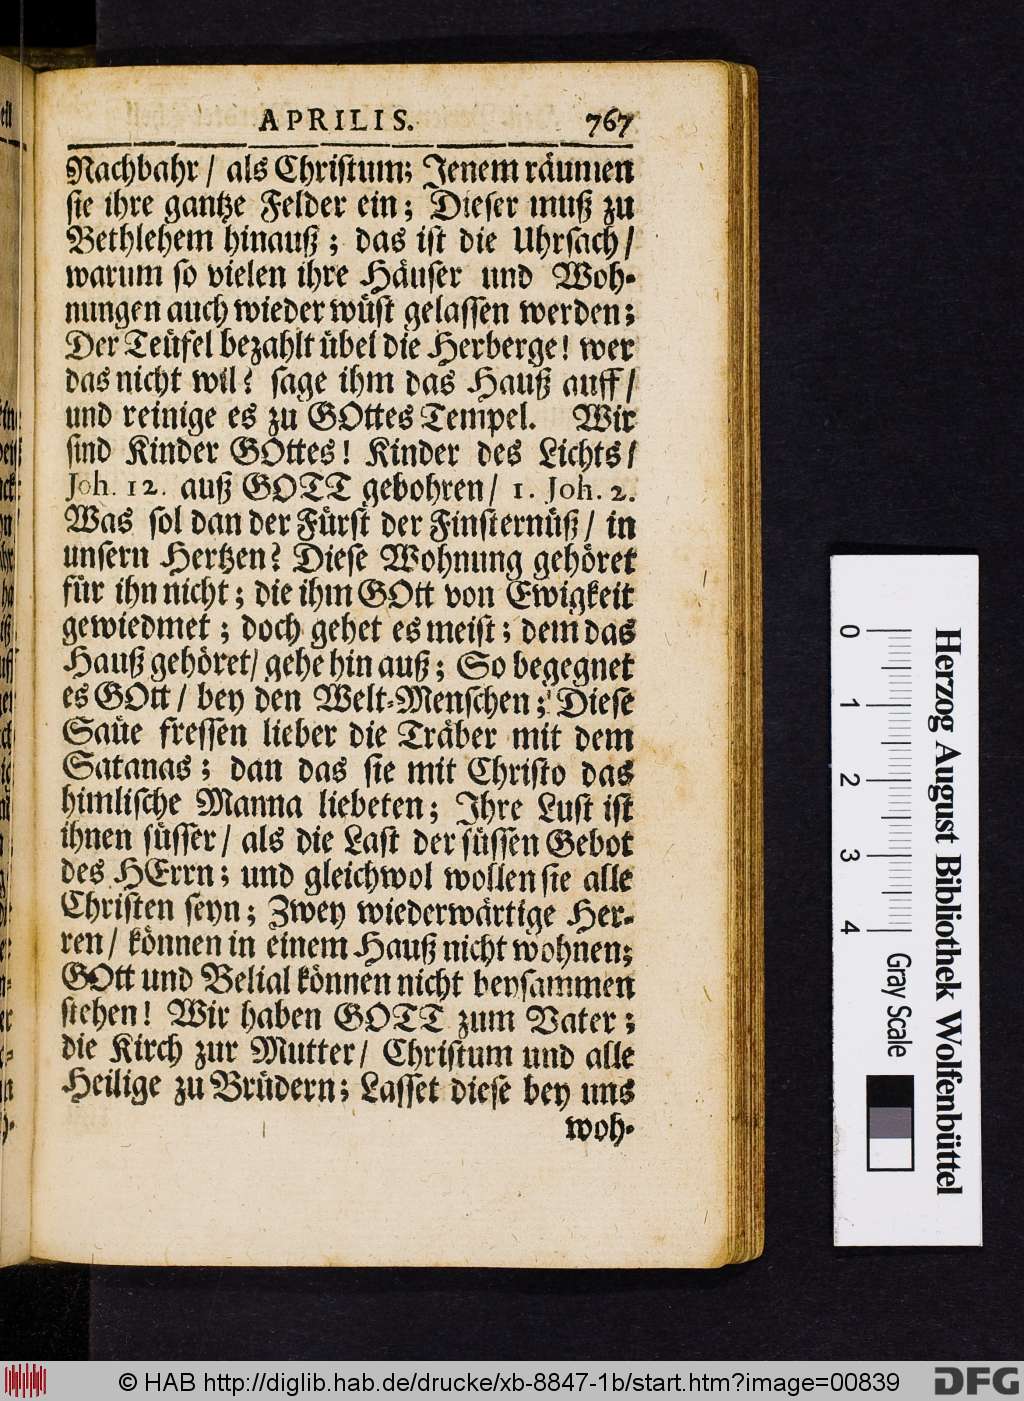 APRILIS. 767
Nachbahr / als Christum; Jenem räumen
sie ihre gantze Felder ein; Dieser muß zu
Bethlehem hinauß; das ist die Uhrsach /
warum so vielen ihre Häuser und Woh-
nungen auch wieder wüst gelassen werden;
Der Teüfel bezahlt übel die Herberge! wer
das nicht wil? sage ihm das Hauß auff /
und reinige es zu GOttes Tempel. Wir
sind Kinder GOttes! Kinder des Lichts /
Joh. 12. auß GOTT gebohren / 1. Joh. 2.
Was sol dan der Fürst der Finsternüß / in
unsern Hertzen? Diese Wohnung gehöret
für ihn nicht; die ihm GOtt von Ewigkeit
gewiedmet; doch gehet es meist; dem das
Hauß gehöret / gehe hin auß; So begegnet
es GOtt / bey den Welt-Menschen; Diese
Saüe fressen lieber die Träber mit dem
Satanas; dan das sie mit Christo das
himlische Manna liebeten; Ihre Lust ist
ihnen süsser / als die Last der süssen Gebot
des HErrn; und gleichwol wollen sie alle
Christen seyn; Zwey wiederwärtige Her-
ren / können in einem Hauß nicht wohnen;
GOtt und Belial können nicht beysammen
stehen! Wir haben GOTT zum Vater;
die Kirch zur Mutter / Christum und alle
Heilige zu Brüdern; Lasset diese bey uns
woh-
0 1 2 3 4 Gray Scale
Herzog August Bibliothek Wolfenbüttel
© HAB http://diglib.hab.de/drucke/xb-8847-1b/start.htm?image=00839
DFG